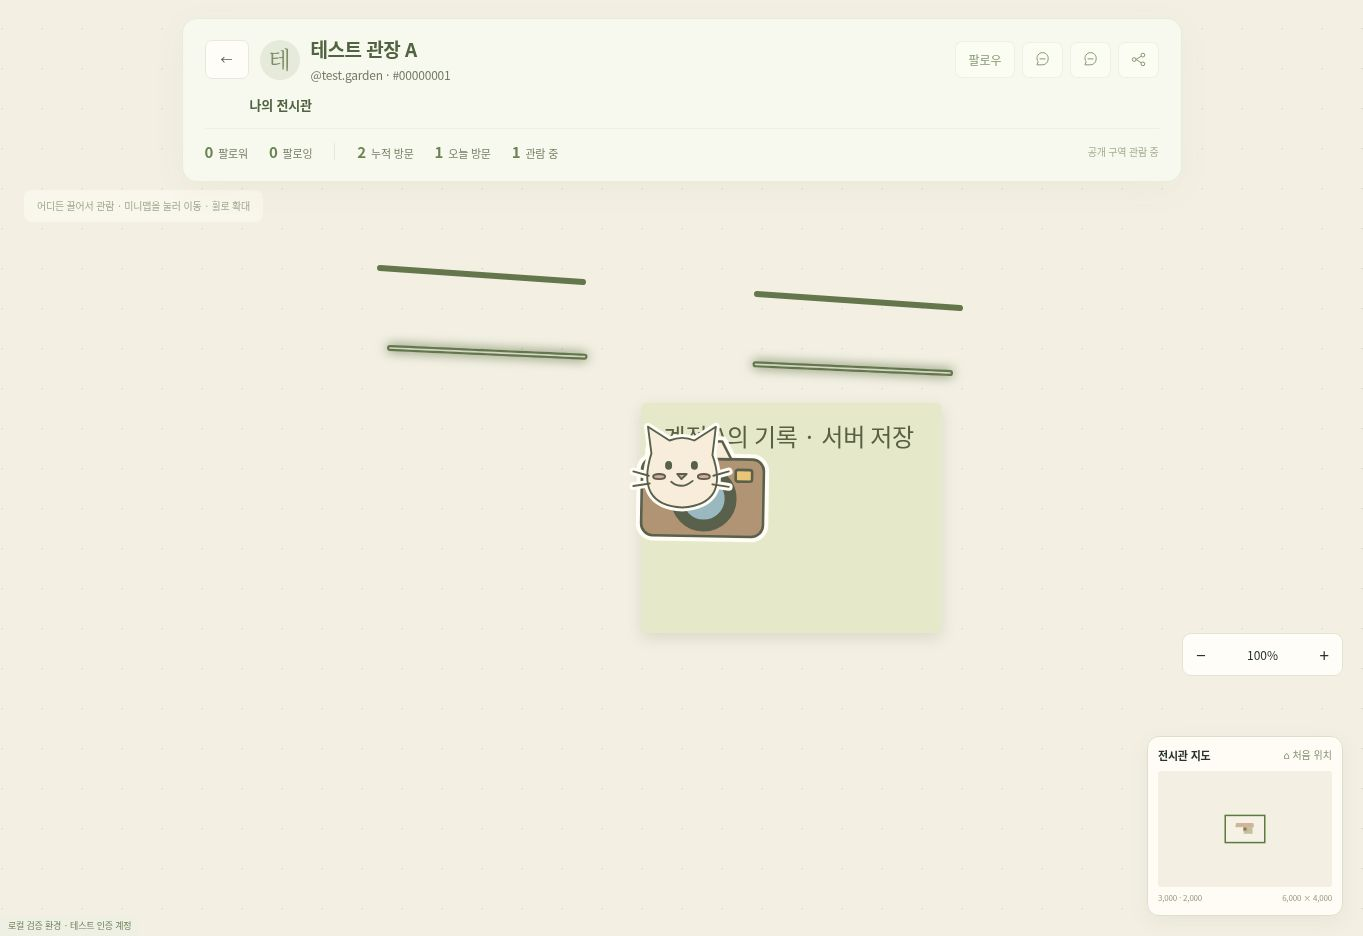 ←
테
테스트 관장 A
@test.garden · #00000001
팔로우
나의 전시관
0 팔로워 0 팔로잉 2 누적 방문 1 오늘 방문 1 관람 중
공개 구역 관람 중
어디든 끌어서 관람 · 미니맵을 눌러 이동 · 휠로 확대
의 기록 · 서버 저장
− 100% +
전시관 지도
⌂ 처음 위치
3,000 · 2,000
6,000 × 4,000
로컬 검증 환경 · 테스트 인증 계정